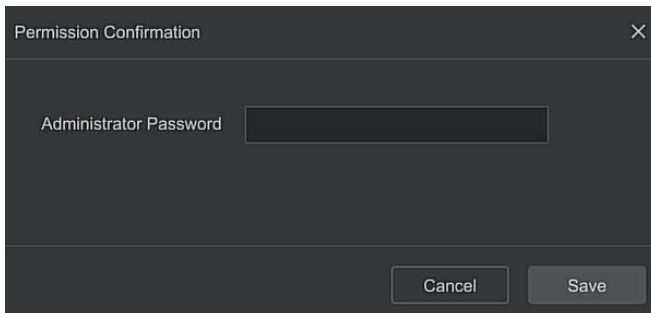 Permission Confirmation
Administrator Password
Cancel Save